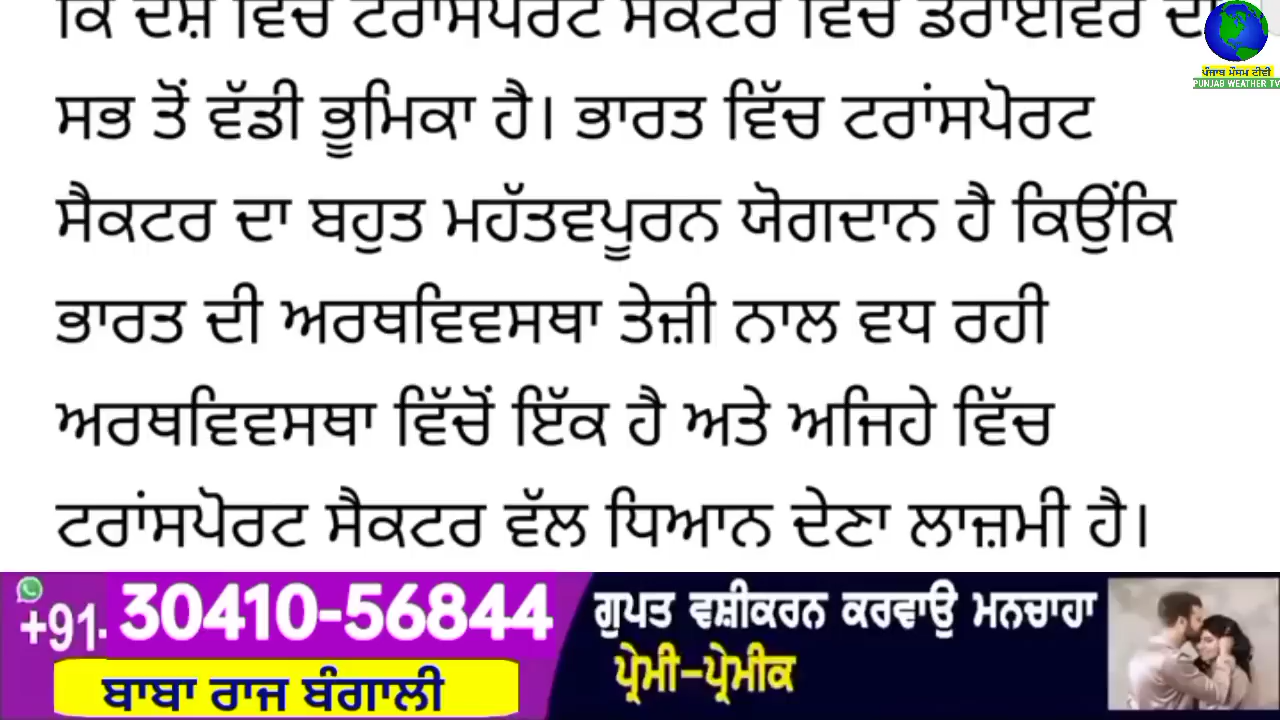 ਕਿ ਦੇਸ਼ ਵਿੱਚ ਟਰਾਂਸਪੋਰਟ ਸੈਕਟਰ ਵਿੱਚ ਡਰਾਈਵਰ ਦੀ
ਪੰਜਾਬ ਮੌਸਮ ਟੀਵੀ
PUNJAB WEATHER TV
ਸਭ ਤੋਂ ਵੱਡੀ ਭੂਮਿਕਾ ਹੈ। ਭਾਰਤ ਵਿੱਚ ਟਰਾਂਸਪੋਰਟ
ਸੈਕਟਰ ਦਾ ਬਹੁਤ ਮਹੱਤਵਪੂਰਨ ਯੋਗਦਾਨ ਹੈ ਕਿਉਂਕਿ
ਭਾਰਤ ਦੀ ਅਰਥਵਿਵਸਥਾ ਤੇਜ਼ੀ ਨਾਲ ਵਧ ਰਹੀ
ਅਰਥਵਿਵਸਥਾ ਵਿੱਚੋਂ ਇੱਕ ਹੈ ਅਤੇ ਅਜਿਹੇ ਵਿੱਚ
ਟਰਾਂਸਪੋਰਟ ਸੈਕਟਰ ਵੱਲ ਧਿਆਨ ਦੇਣਾ ਲਾਜ਼ਮੀ ਹੈ।
+91- 30410-56844
ਬਾਬਾ ਰਾਜ ਬੰਗਾਲੀ
ਗੁਪਤ ਵਸ਼ੀਕਰਨ ਕਰਵਾਉ ਮਨਚਾਹਾ
ਪ੍ਰੇਮੀ-ਪ੍ਰੇਮੀਕ